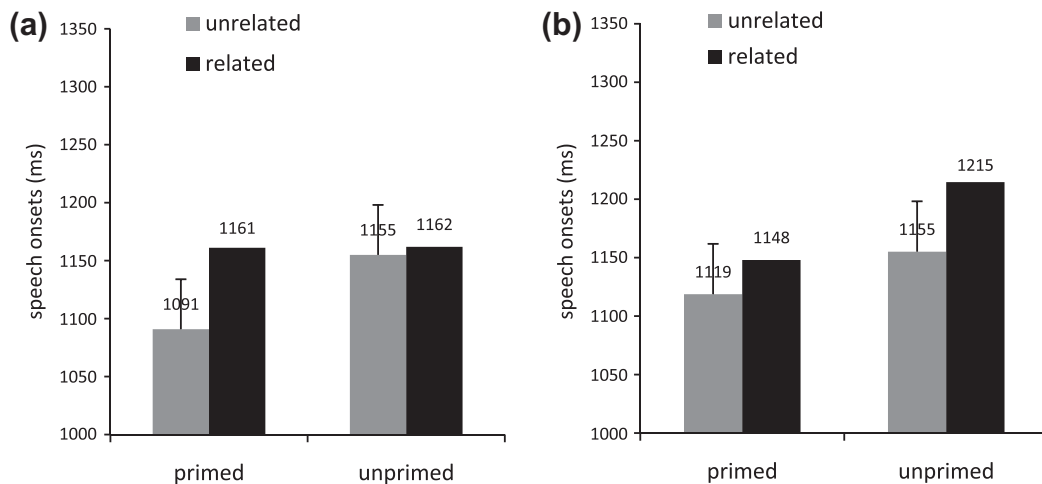 (a)
unrelated
related
speech onsets (ms)
1350
1300
1250
1200
1150
1100
1050
1000
1091
1161
1155
1162
primed
unprimed
(b)
unrelated
related
speech onsets (ms)
1350
1300
1250
1200
1150
1100
1050
1000
1119
1148
1155
1215
primed
unprimed